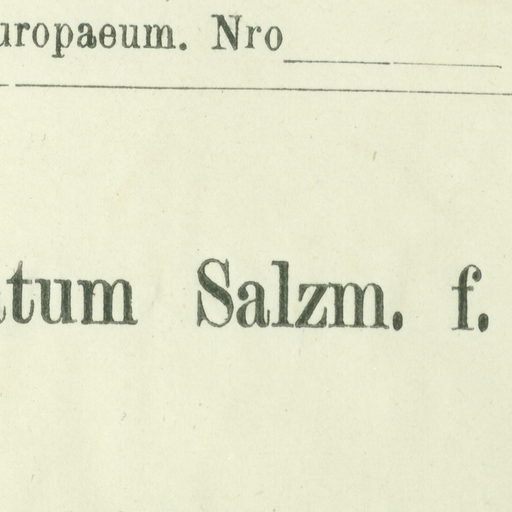 uropaeum. Nro
tum Salzm. f.